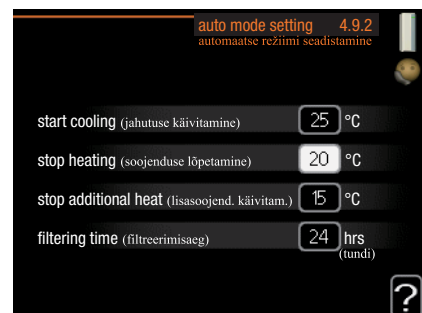 auto mode setting 4.9.2
automaatse režiimi seadistamine
start cooling (jahutuse käivitamine) 25 °C
stop heating (soojenduse lõpetamine) 20 °C
stop additional heat (lisasoojend. käivitam.) 15 °C
filtering time (filtreerimisaeg) 24 hrs
(tundi)
?